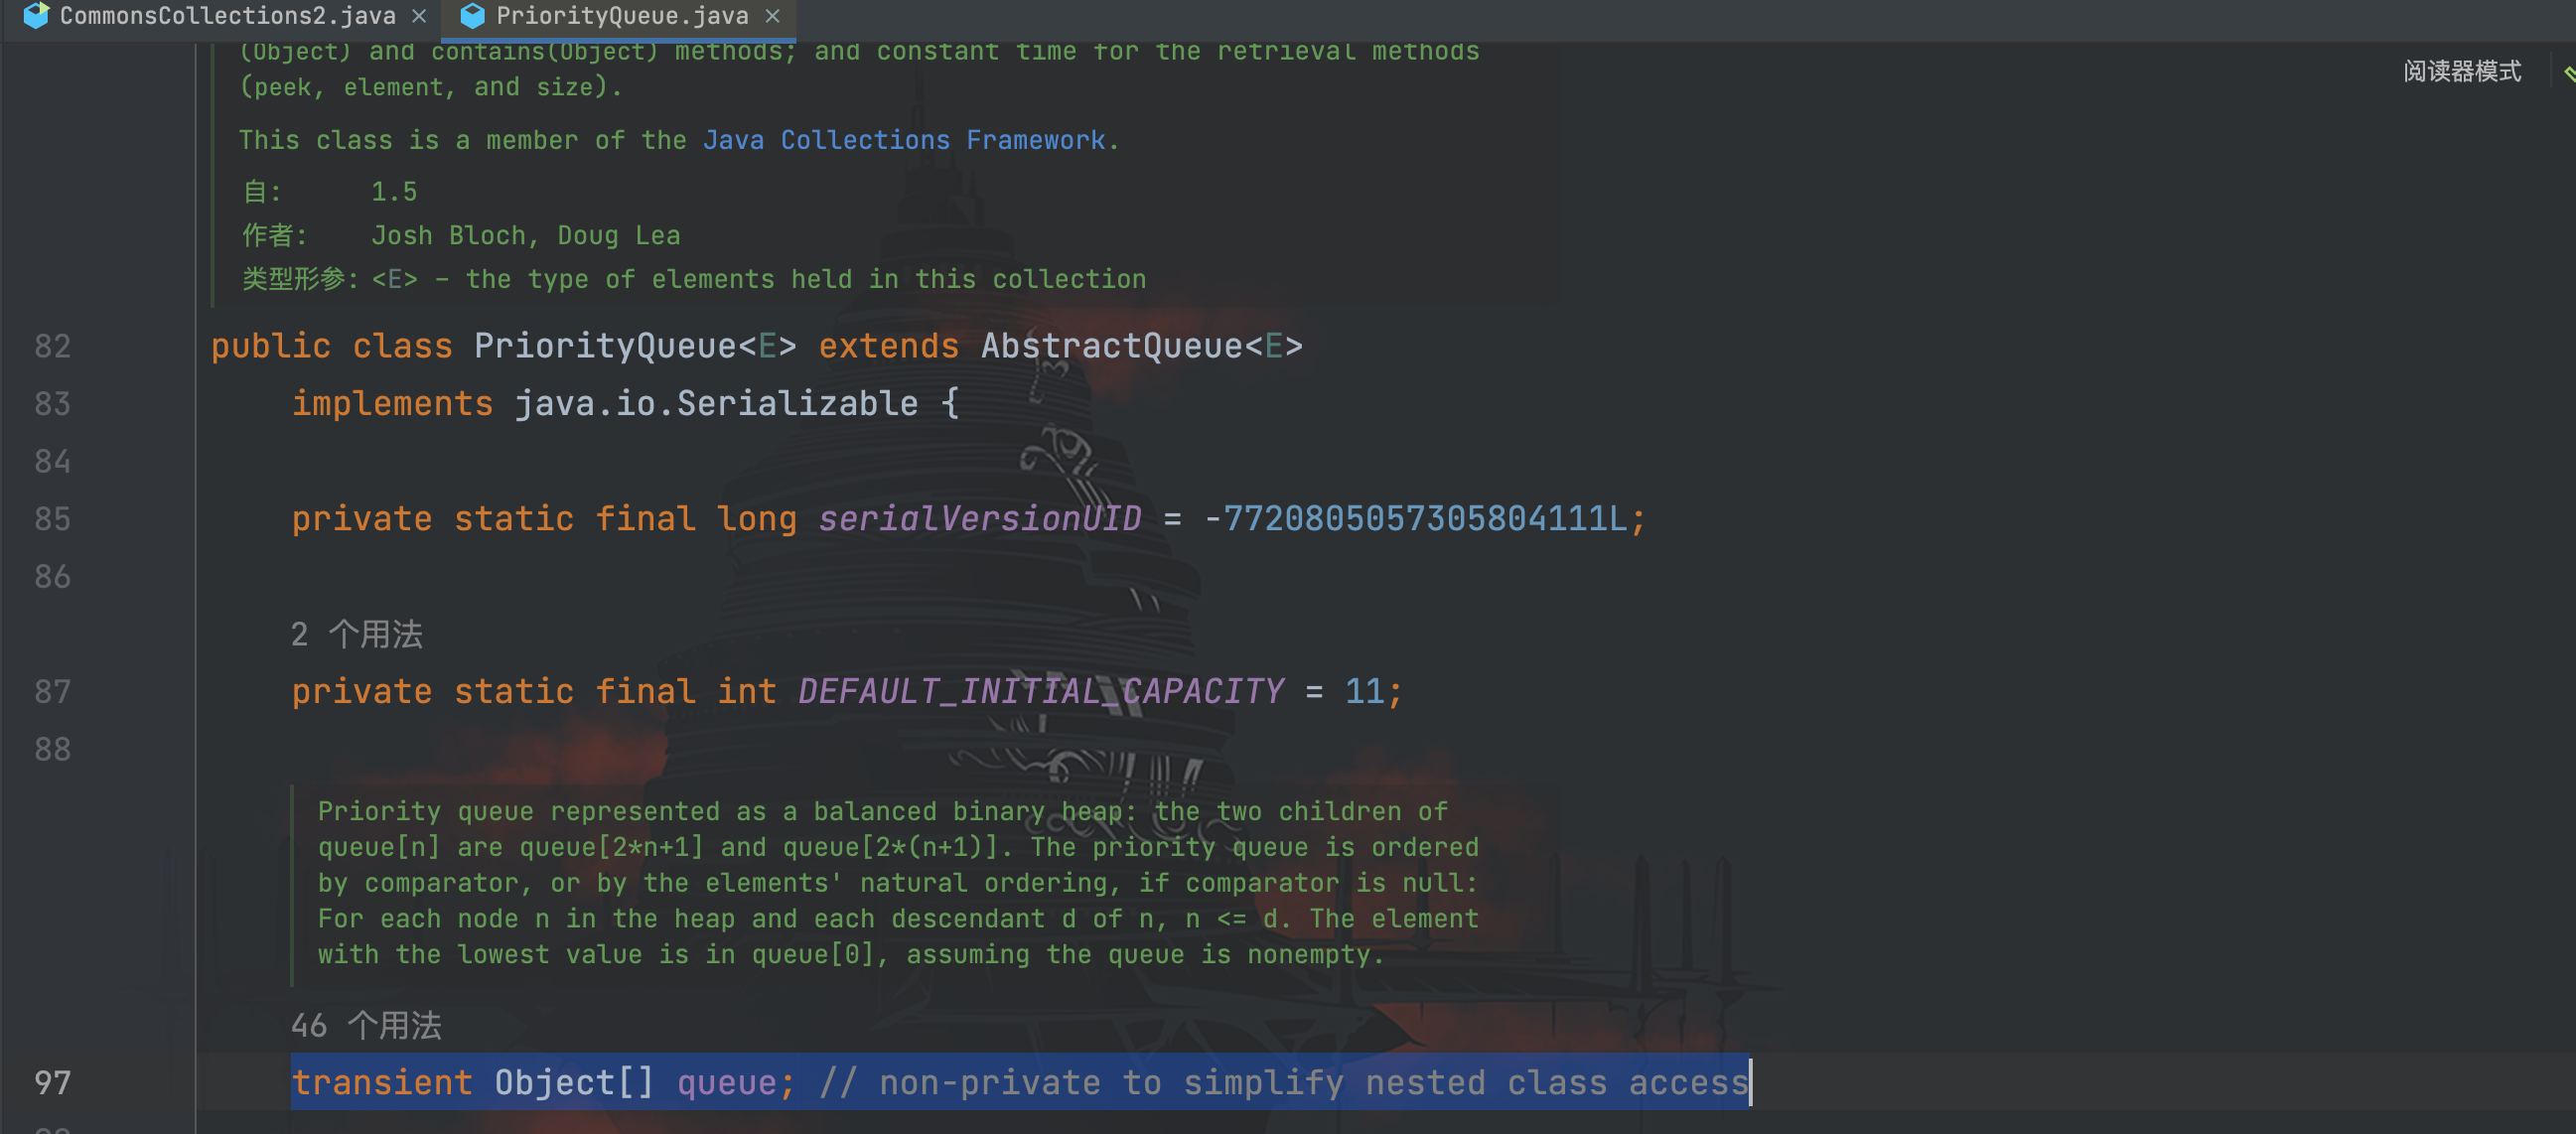 CommonsCollections2.java × PriorityQueue.java ×
(Object) and contains(Object) methods; and constant time for the retrieval methods
(peek, element, and size).
阅读器模式
This class is a member of the Java Collections Framework.
自: 1.5
作者: Josh Bloch, Doug Lea
类型形参: <E> – the type of elements held in this collection
82 public class PriorityQueue<E> extends AbstractQueue<E>
83 implements java.io.Serializable {
84
85 private static final long serialVersionUID = -7720805057305804111L;
86
2 个用法
87 private static final int DEFAULT_INITIAL_CAPACITY = 11;
88
Priority queue represented as a balanced binary heap: the two children of
queue[n] are queue[2*n+1] and queue[2*(n+1)]. The priority queue is ordered
by comparator, or by the elements' natural ordering, if comparator is null:
For each node n in the heap and each descendant d of n, n <= d. The element
with the lowest value is in queue[0], assuming the queue is nonempty.
46 个用法
97 transient Object[] queue; // non-private to simplify nested class access